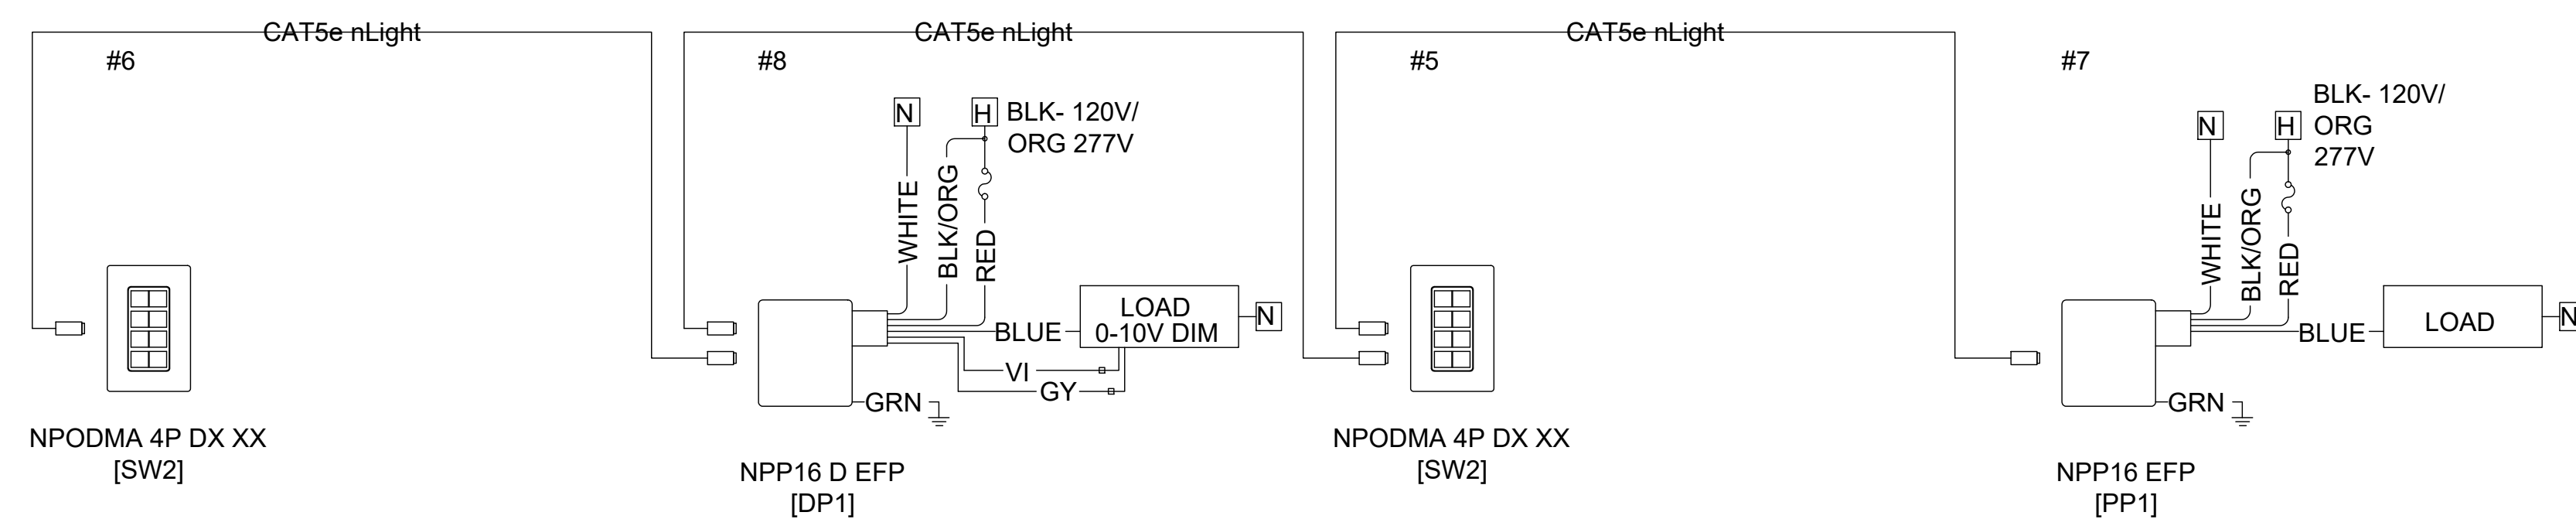 CAT5e nLight
CAT5e nLight
CAT5e nLight
#6
#8
#5
#7
N
H
BLK- 120V/
ORG 277V
WHITE
BLK/ORG
RED
LOAD
0-10V DIM
N
BLUE
VI
GY
GRN
N
H
BLK- 120V/
ORG
277V
WHITE
BLK/ORG
RED
LOAD
N
BLUE
GRN
NPODMA 4P DX XX
[SW2]
NPP16 D EFP
[DP1]
NPODMA 4P DX XX
[SW2]
NPP16 EFP
[PP1]